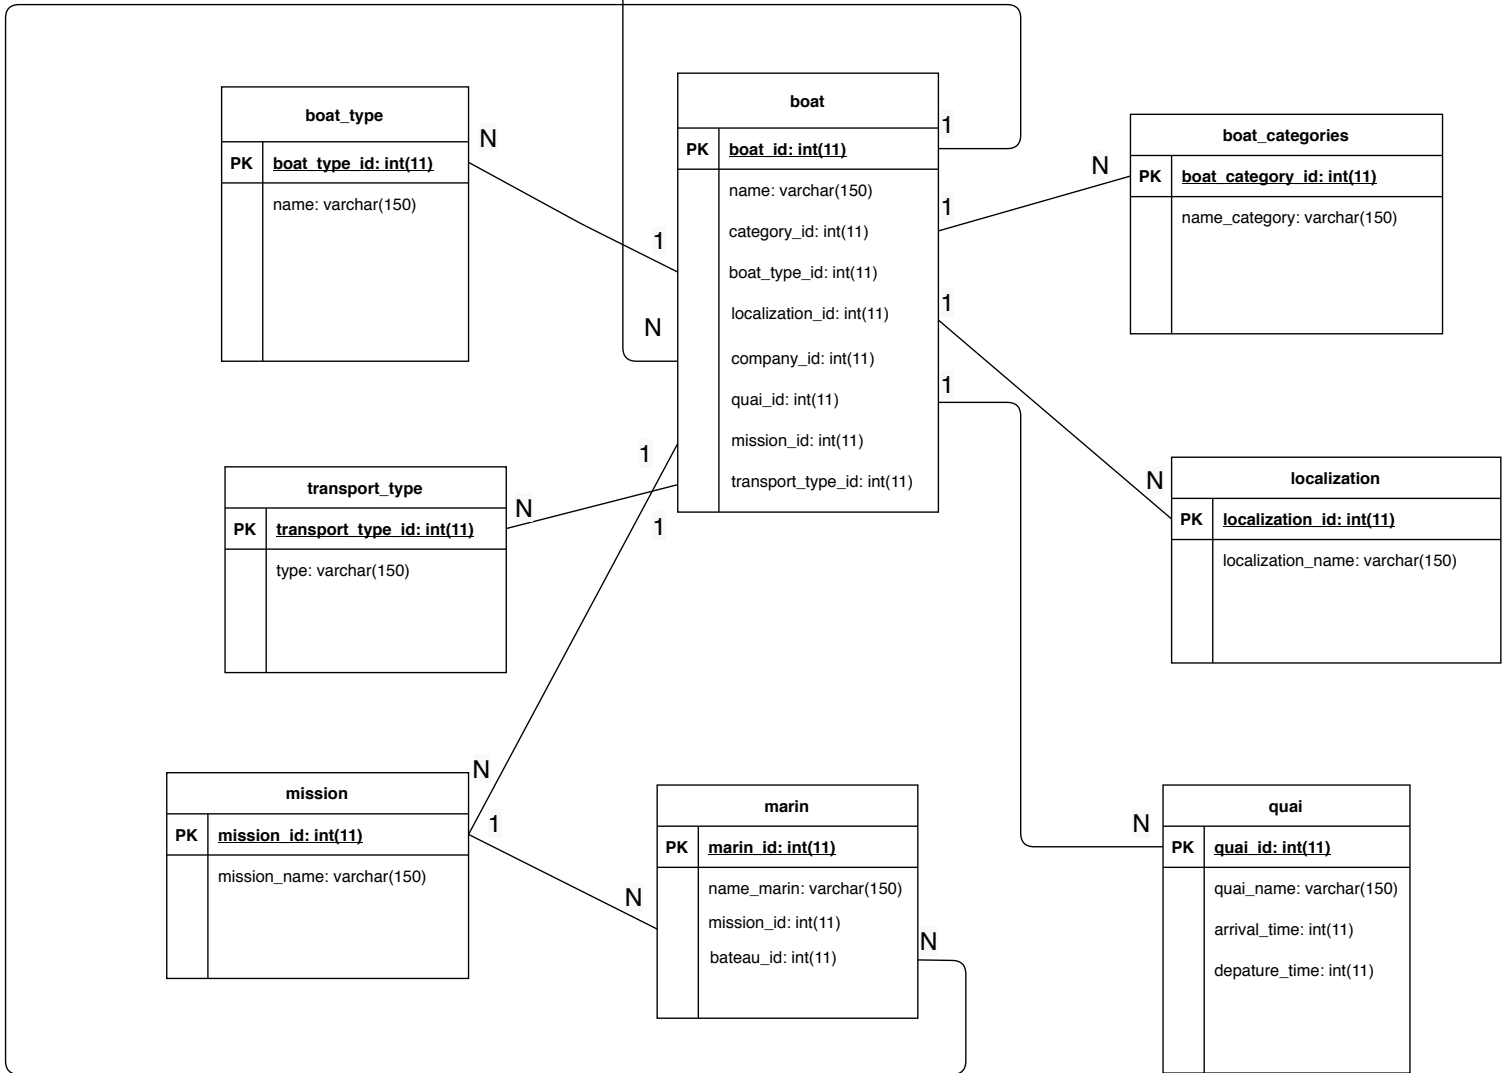 boat_type
PK boat_type_id: int(11)
name: varchar(150)
N
1
boat
PK boat_id: int(11)
name: varchar(150)
category_id: int(11)
boat_type_id: int(11)
localization_id: int(11)
company_id: int(11)
quai_id: int(11)
mission_id: int(11)
transport_type_id: int(11)
N
1
1
1
1
1
1
N
boat_categories
PK boat_category_id: int(11)
name_category: varchar(150)
transport_type
PK transport_type_id: int(11)
type: varchar(150)
N
N
localization
PK localization_id: int(11)
localization_name: varchar(150)
mission
PK mission_id: int(11)
mission_name: varchar(150)
N
1
N
marin
PK marin_id: int(11)
name_marin: varchar(150)
mission_id: int(11)
bateau_id: int(11)
N
N
quai
PK quai_id: int(11)
quai_name: varchar(150)
arrival_time: int(11)
depature_time: int(11)